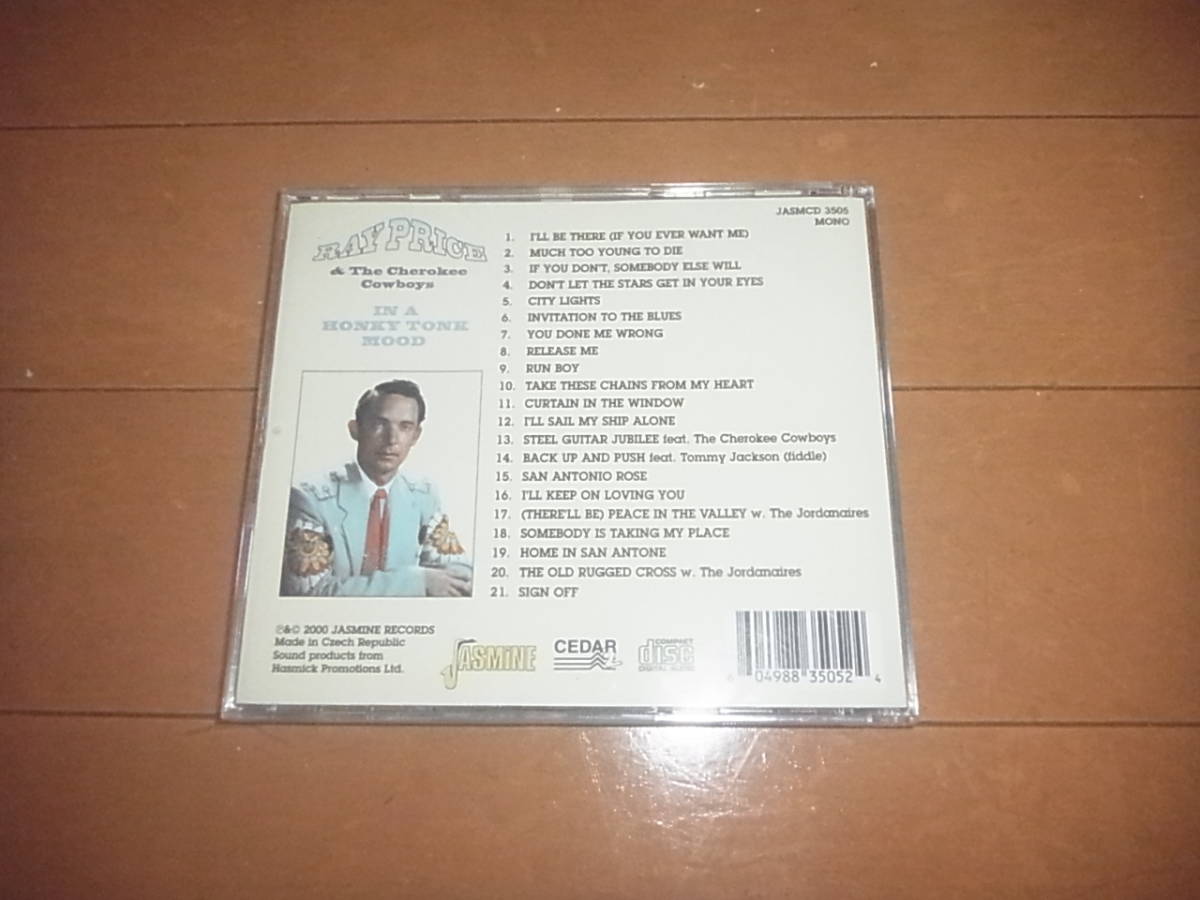 RAY PRICE
& The Cherokee
Cowboys
IN A
HONKY TONK
MOOD
JASMCD 3505
MONO
1. I'LL BE THERE (IF YOU EVER WANT ME)
2. MUCH TOO YOUNG TO DIE
3. IF YOU DON'T, SOMEBODY ELSE WILL
4. DON'T LET THE STARS GET IN YOUR EYES
5. CITY LIGHTS
6. INVITATION TO THE BLUES
7. YOU DONE ME WRONG
8. RELEASE ME
9. RUN BOY
10. TAKE THESE CHAINS FROM MY HEART
11. CURTAIN IN THE WINDOW
12. I'LL SAIL MY SHIP ALONE
13. STEEL GUITAR JUBILEE feat. The Cherokee Cowboys
14. BACK UP AND PUSH feat. Tommy Jackson (fiddle)
15. SAN ANTONIO ROSE
16. I'LL KEEP ON LOVING YOU
17. (THERE'LL BE) PEACE IN THE VALLEY w. The Jordanaires
18. SOMEBODY IS TAKING MY PLACE
19. HOME IN SAN ANTONE
20. THE OLD RUGGED CROSS w. The Jordanaires
21. SIGN OFF
℗&© 2000 JASMINE RECORDS
Made in Czech Republic
Sound products from
Hasmick Promotions Ltd.
JASMINE
CEDAR
COMPACT
disc
DIGITAL AUDIO
6 04988 35052 4